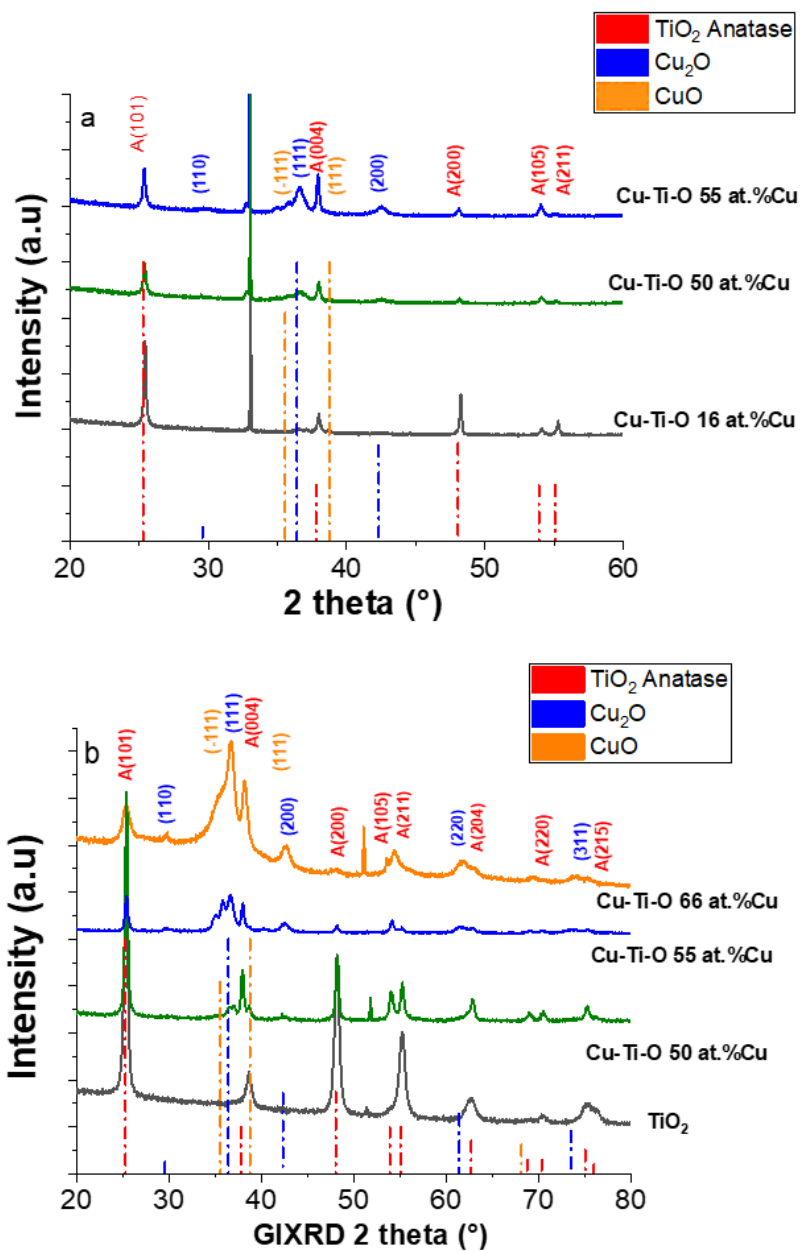 TiO₂ Anatase
Cu₂O
CuO
a
A(101)
(110)
(-111)
(111)
A(004)
(111)
(200)
A(200)
A(105)
A(211)
Cu-Ti-O 55 at.%Cu
Cu-Ti-O 50 at.%Cu
Cu-Ti-O 16 at.%Cu
Intensity (a.u)
20 30 40 50 60
2 theta (°)
TiO₂ Anatase
Cu₂O
CuO
b
A(101)
(110)
(-111)
(111)
A(004)
(111)
(200)
A(200)
A(105)
A(211)
(220)
A(204)
A(220)
(311)
A(215)
Cu-Ti-O 66 at.%Cu
Cu-Ti-O 55 at.%Cu
Cu-Ti-O 50 at.%Cu
TiO₂
Intensity (a.u)
20 30 40 50 60 70 80
GIXRD 2 theta (°)